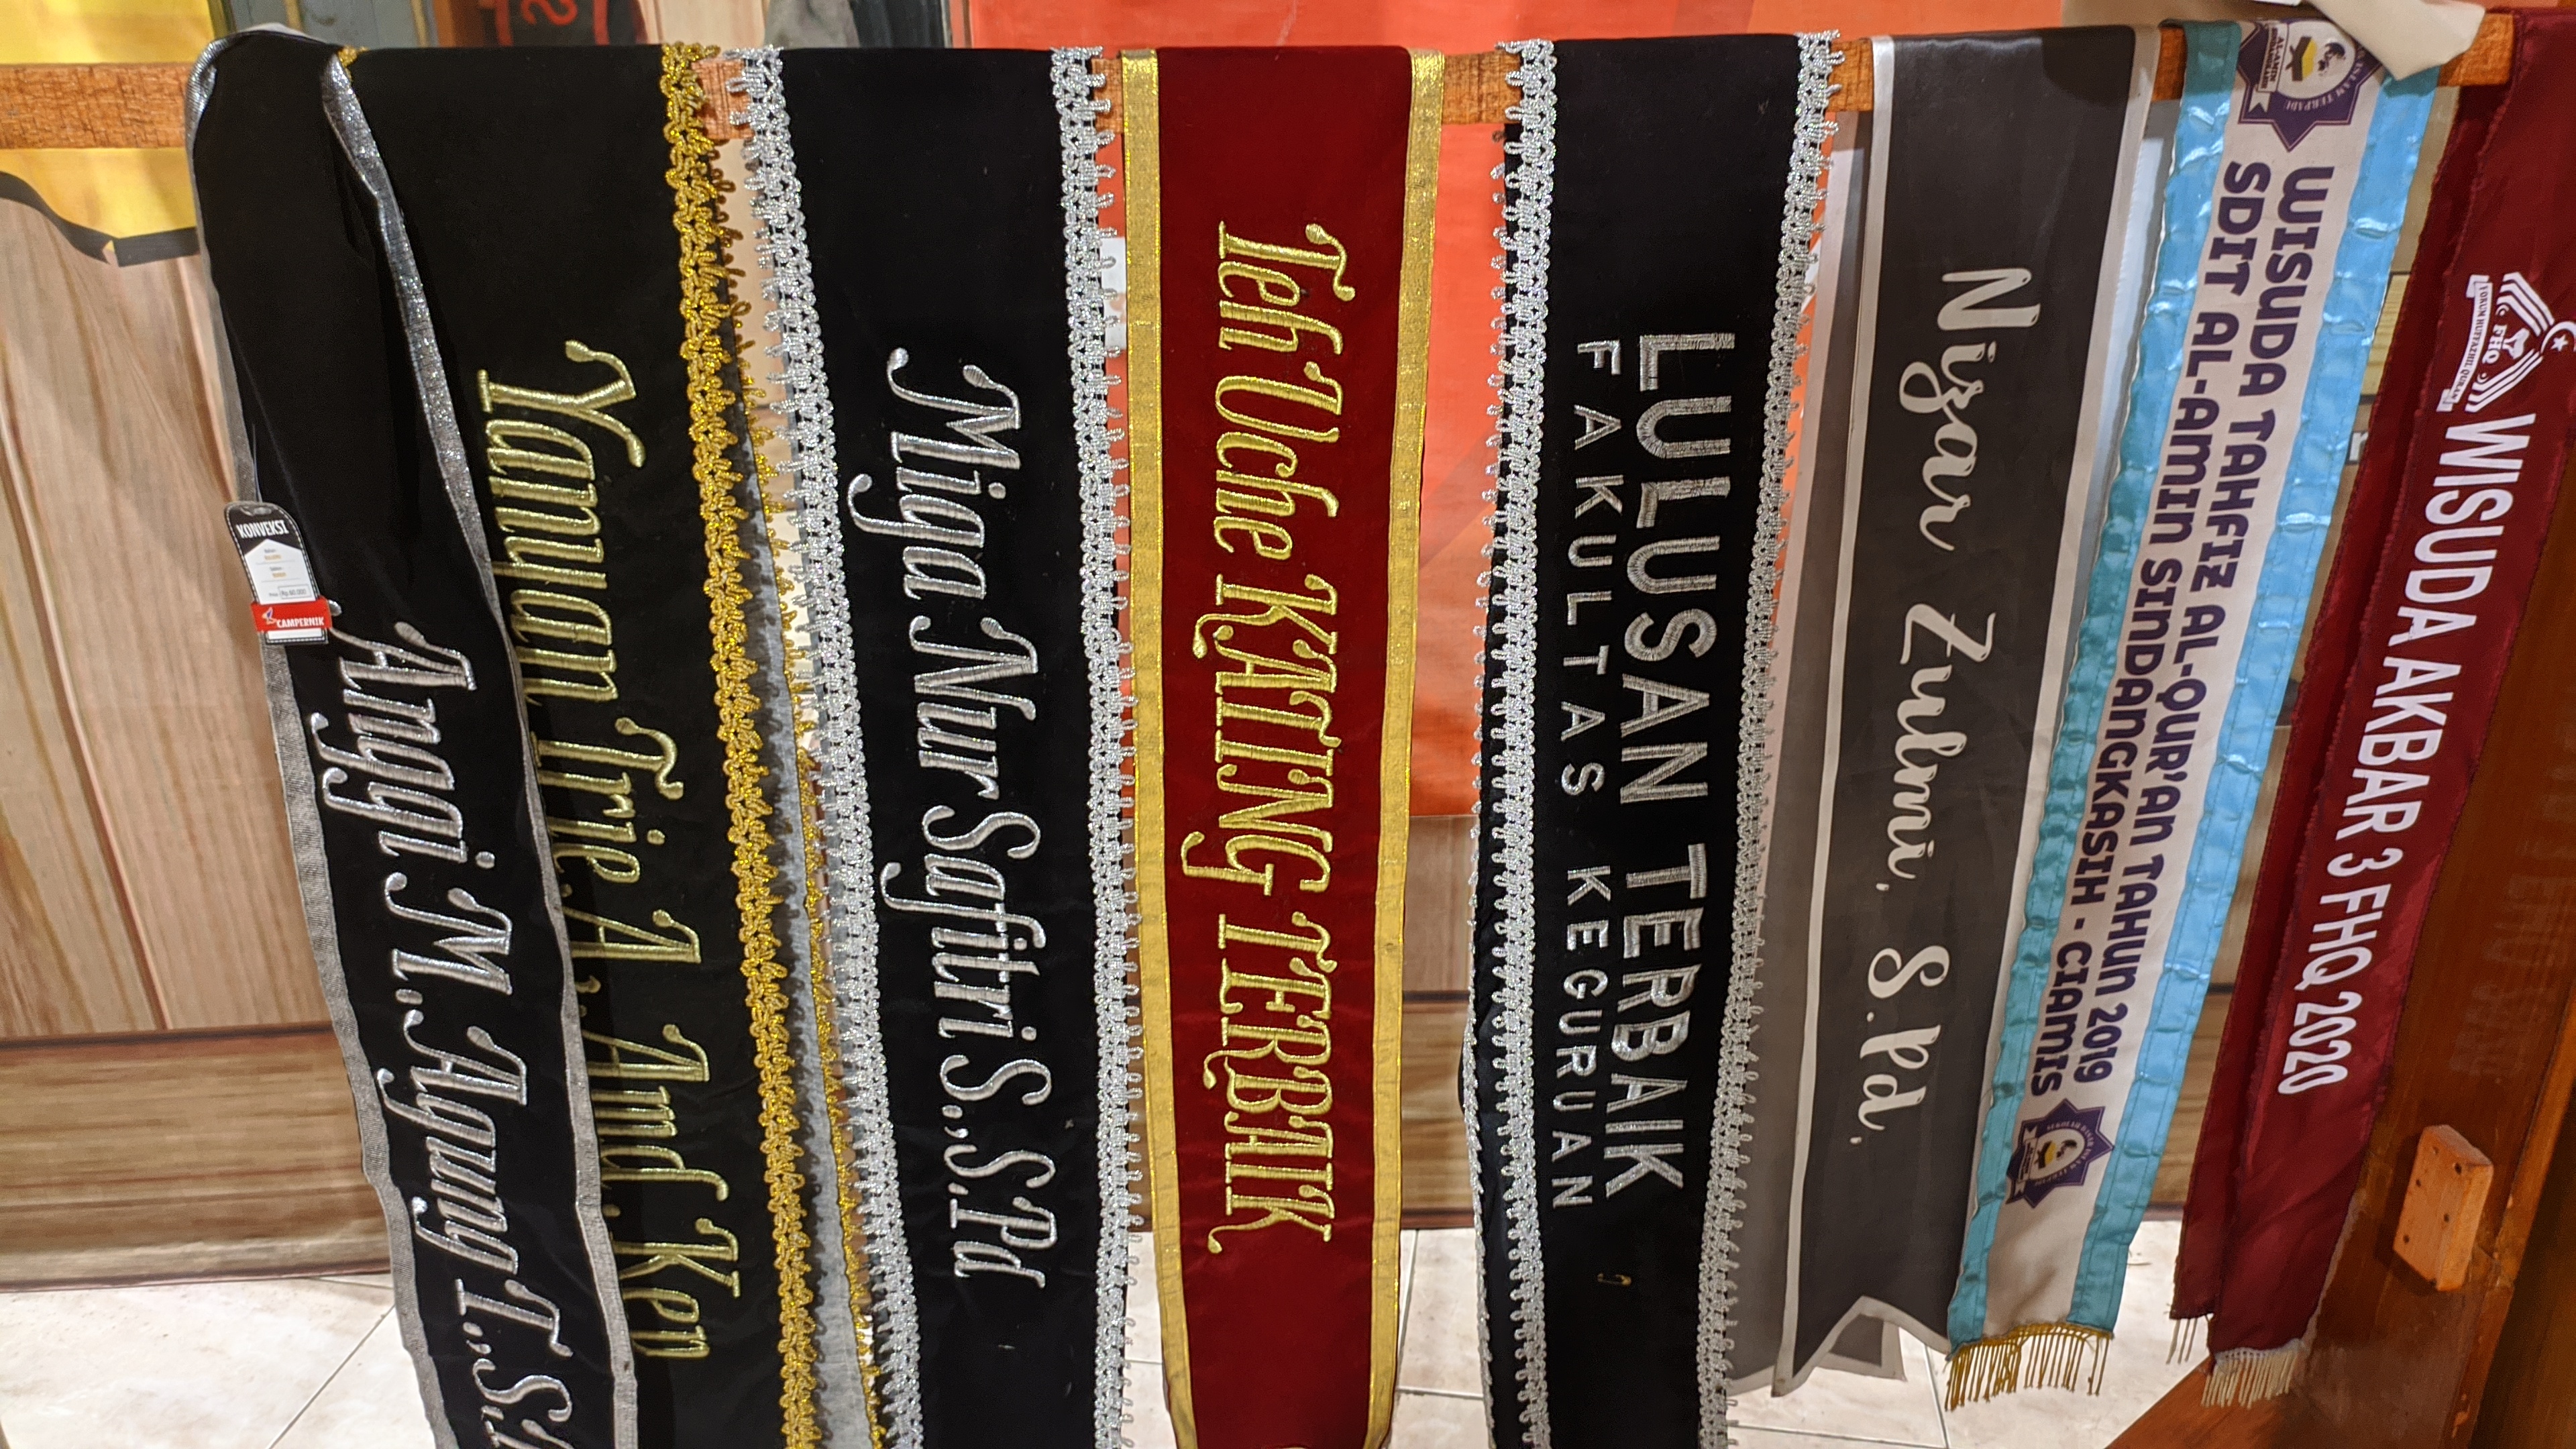 KONVEKSI
CAMPERNIK
Anggi M. Agung T..
Yanyan Trie A.. Amd. Kep
Miga Nur Safitri S.. S.Pd
Teh Uche KATING TERBAIK
LULUSAN TERBAIK
FAKULTAS KEGURUAN
Nizar Zulmi, S.Pd.
WISUDA TAHFIZ AL-QUR'AN TAHUN 2019
SDIT AL-AMIN SINDANGKASIH - CIAMIS
FHQ
WISUDA AKBAR 3 FHQ 2020